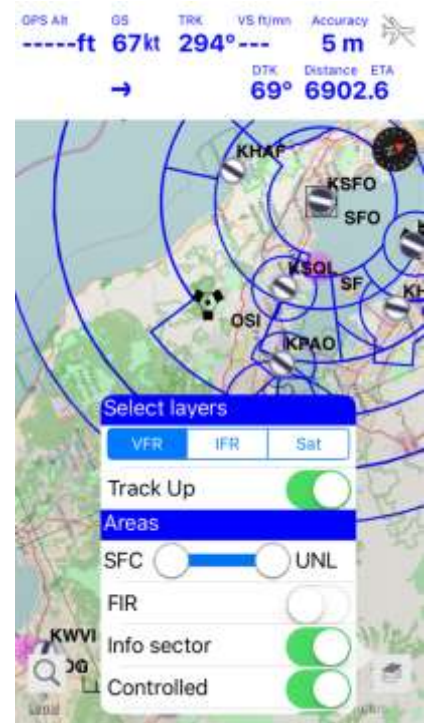 GPS Alt GS TRK VS ft/mn Accuracy
-----ft 67kt 294° --- 5 m
DTK Distance ETA
→ 69° 6902.6
KHAF
KSFO
SFO
KSQL
SF
KH
OSI
KPAO
Select layers
VFR IFR Sat
Track Up
Areas
SFC UNL
FIR
KWVI
Info sector
OG
Controlled